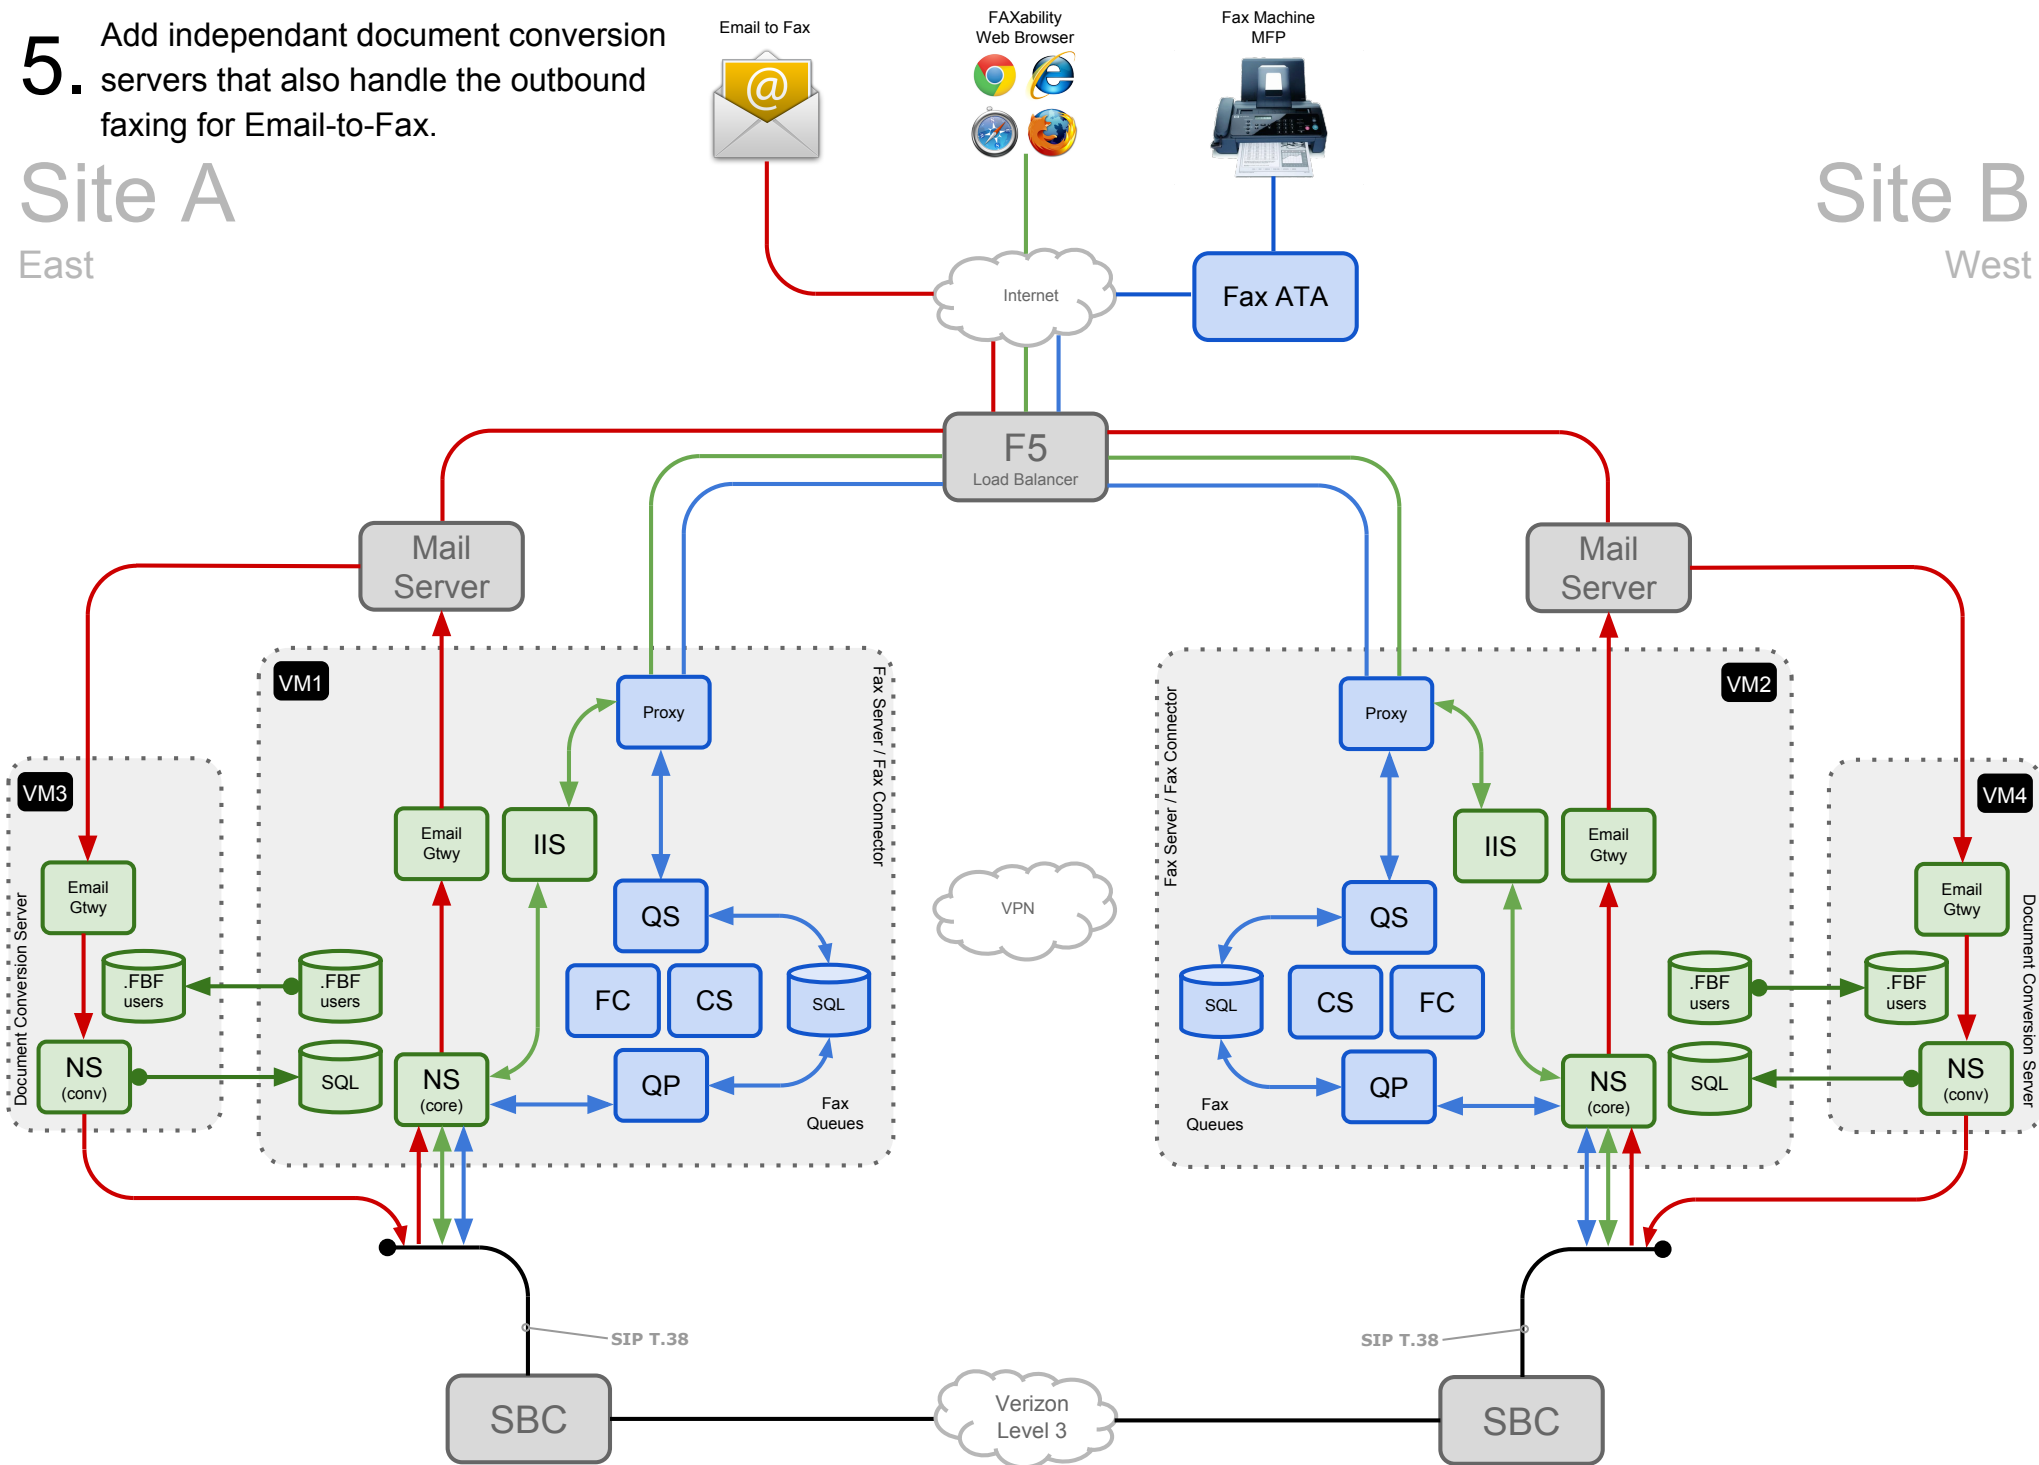 5.
Add independant document conversion
servers that also handle the outbound
faxing for Email-to-Fax.
Site A
East
Site B
West
Email to Fax
@
FAXability
Web Browser
Fax Machine
MFP
Internet
Fax ATA
F5
Load Balancer
Mail
Server
Mail
Server
VM1
Fax Server / Fax Connector
Proxy
Email
Gtwy
IIS
QS
FC
CS
SQL
QP
Fax
Queues
.FBF
users
SQL
NS
(core)
VM3
Document Conversion Server
Email
Gtwy
.FBF
users
NS
(conv)
VPN
VM2
Fax Server / Fax Connector
Proxy
IIS
Email
Gtwy
QS
SQL
CS
FC
QP
Fax
Queues
.FBF
users
SQL
NS
(core)
VM4
Document Conversion Server
Email
Gtwy
.FBF
users
NS
(conv)
SIP T.38
SIP T.38
SBC
Verizon
Level 3
SBC